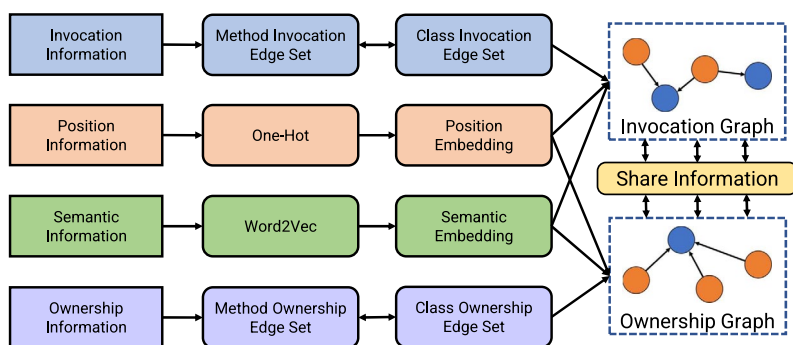 Invocation
Information
Method Invocation
Edge Set
Class Invocation
Edge Set
Position
Information
One-Hot
Position
Embedding
Semantic
Information
Word2Vec
Semantic
Embedding
Ownership
Information
Method Ownership
Edge Set
Class Ownership
Edge Set
Invocation Graph
Share Information
Ownership Graph